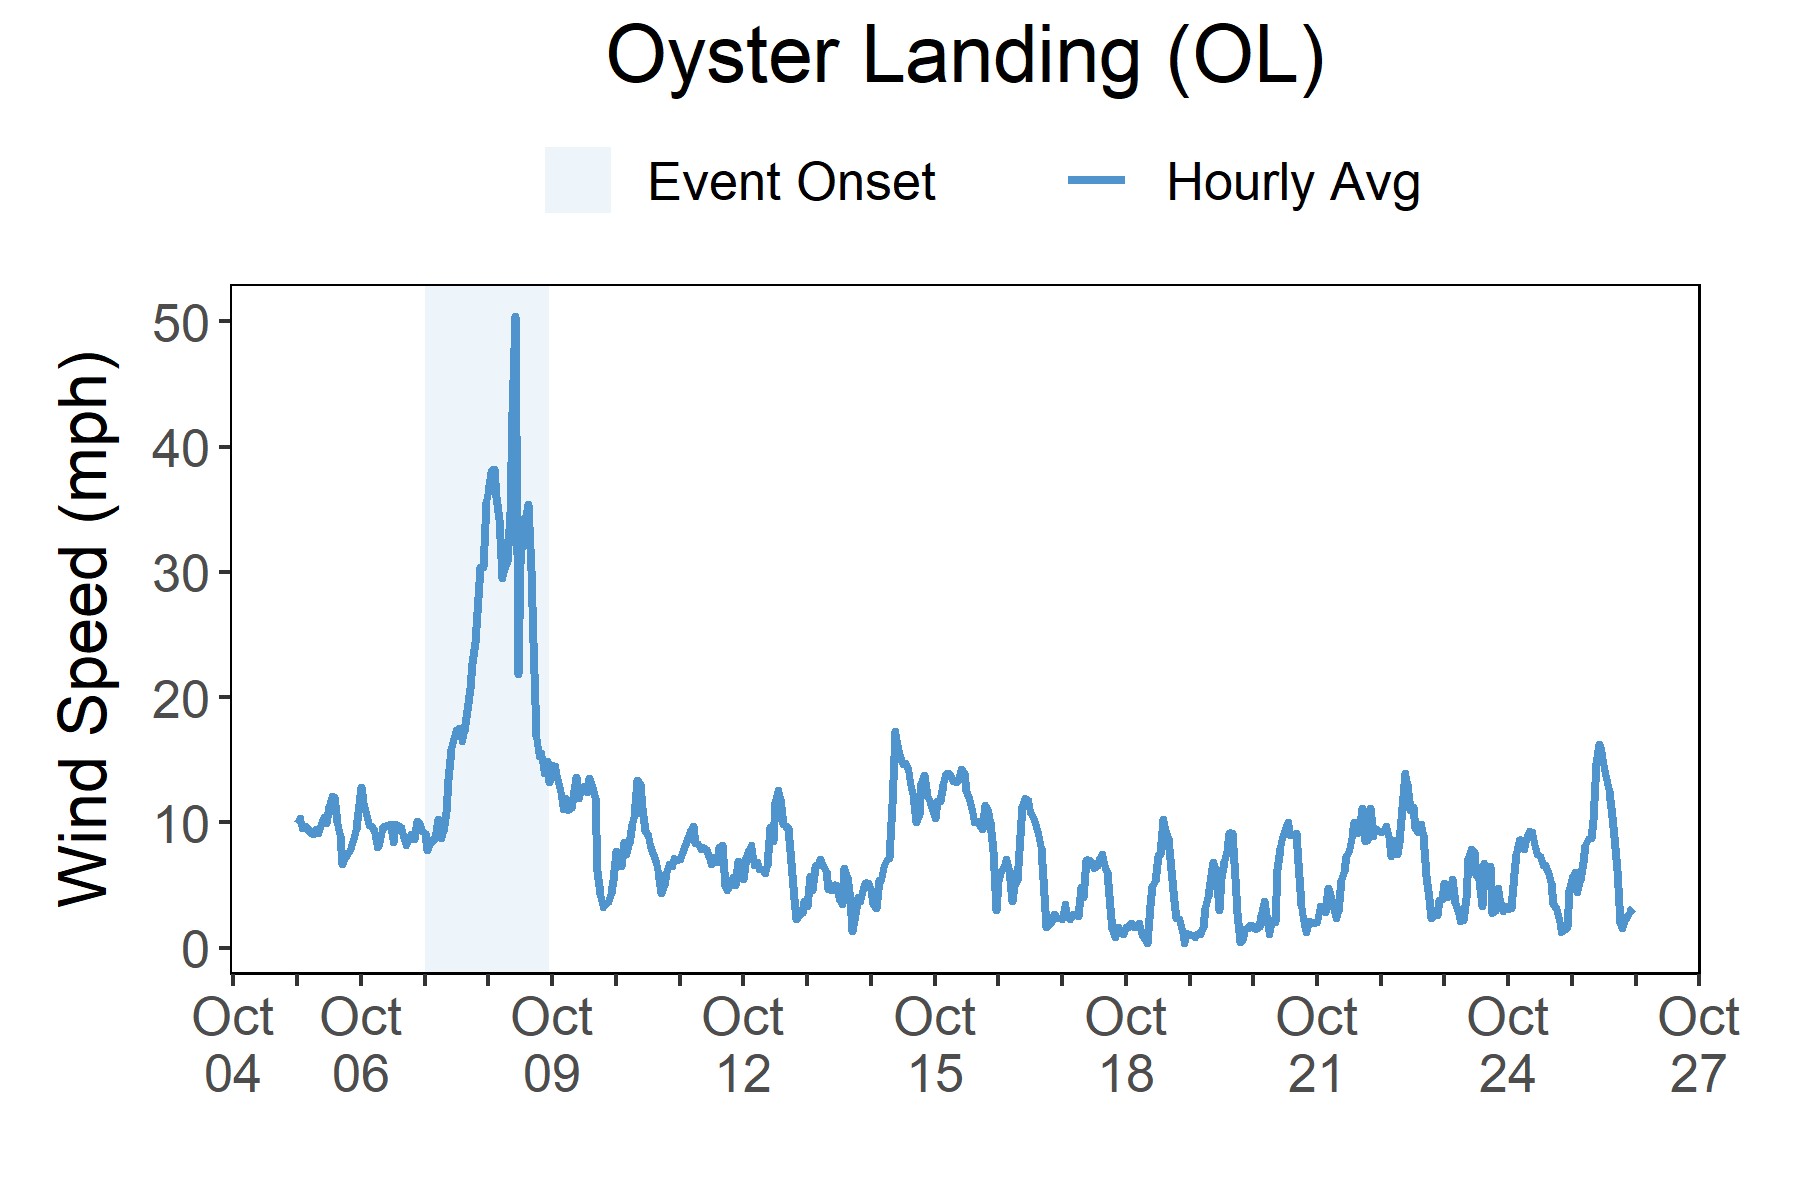 Oyster Landing (OL)
Event Onset
Hourly Avg
Wind Speed (mph)
50
40
30
20
10
0
Oct
04
Oct
06
Oct
09
Oct
12
Oct
15
Oct
18
Oct
21
Oct
24
Oct
27